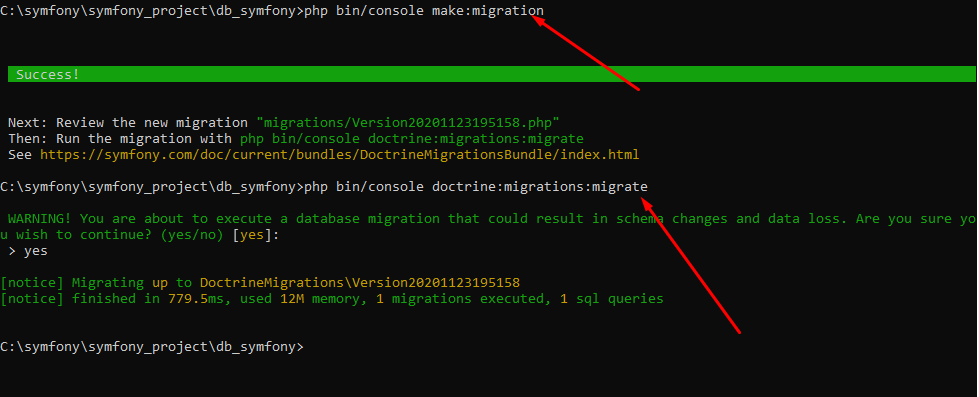 C:\symfony\symfony_project\db_symfony>php bin/console make:migration
Success!
Next: Review the new migration "migrations/Version20201123195158.php"
Then: Run the migration with php bin/console doctrine:migrations:migrate
See https://symfony.com/doc/current/bundles/DoctrineMigrationsBundle/index.html
C:\symfony\symfony_project\db_symfony>php bin/console doctrine:migrations:migrate
WARNING! You are about to execute a database migration that could result in schema changes and data loss. Are you sure yo
u wish to continue? (yes/no) [yes]:
> yes
[notice] Migrating up to DoctrineMigrations\Version20201123195158
[notice] finished in 779.5ms, used 12M memory, 1 migrations executed, 1 sql queries
C:\symfony\symfony_project\db_symfony>